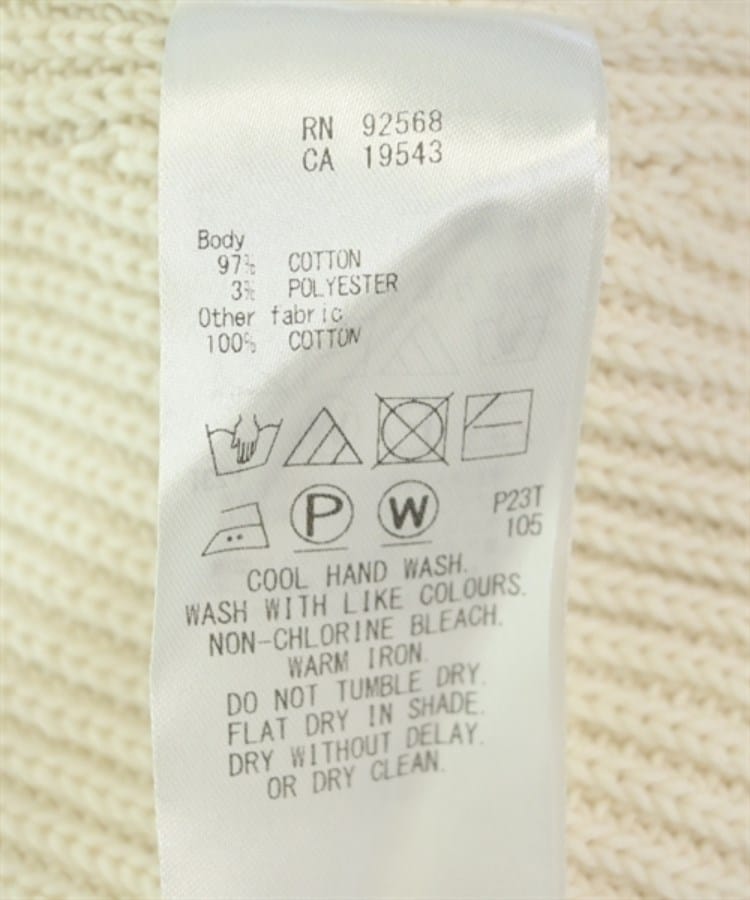 RN 92568
CA 19543
Body
97% COTTON
3% POLYESTER
Other fabric
100% COTTON
P W
P23T
105
COOL HAND WASH.
WASH WITH LIKE COLOURS.
NON-CHLORINE BLEACH.
WARM IRON.
DO NOT TUMBLE DRY.
FLAT DRY IN SHADE.
DRY WITHOUT DELAY.
OR DRY CLEAN.